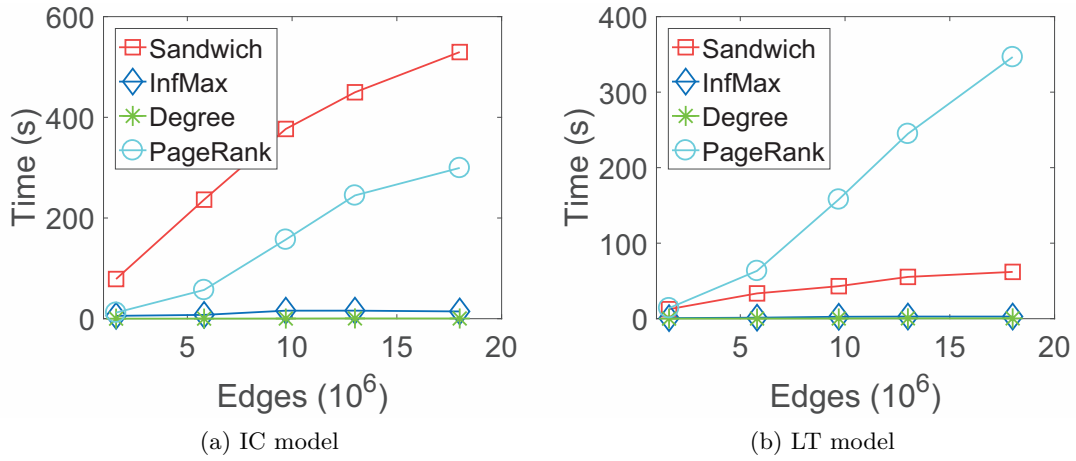 600
400
200
0
Time (s)
Sandwich
InfMax
Degree
PageRank
5
10
15
20
Edges (10^6)
(a) IC model
400
300
200
100
0
Time (s)
Sandwich
InfMax
Degree
PageRank
5
10
15
20
Edges (10^6)
(b) LT model